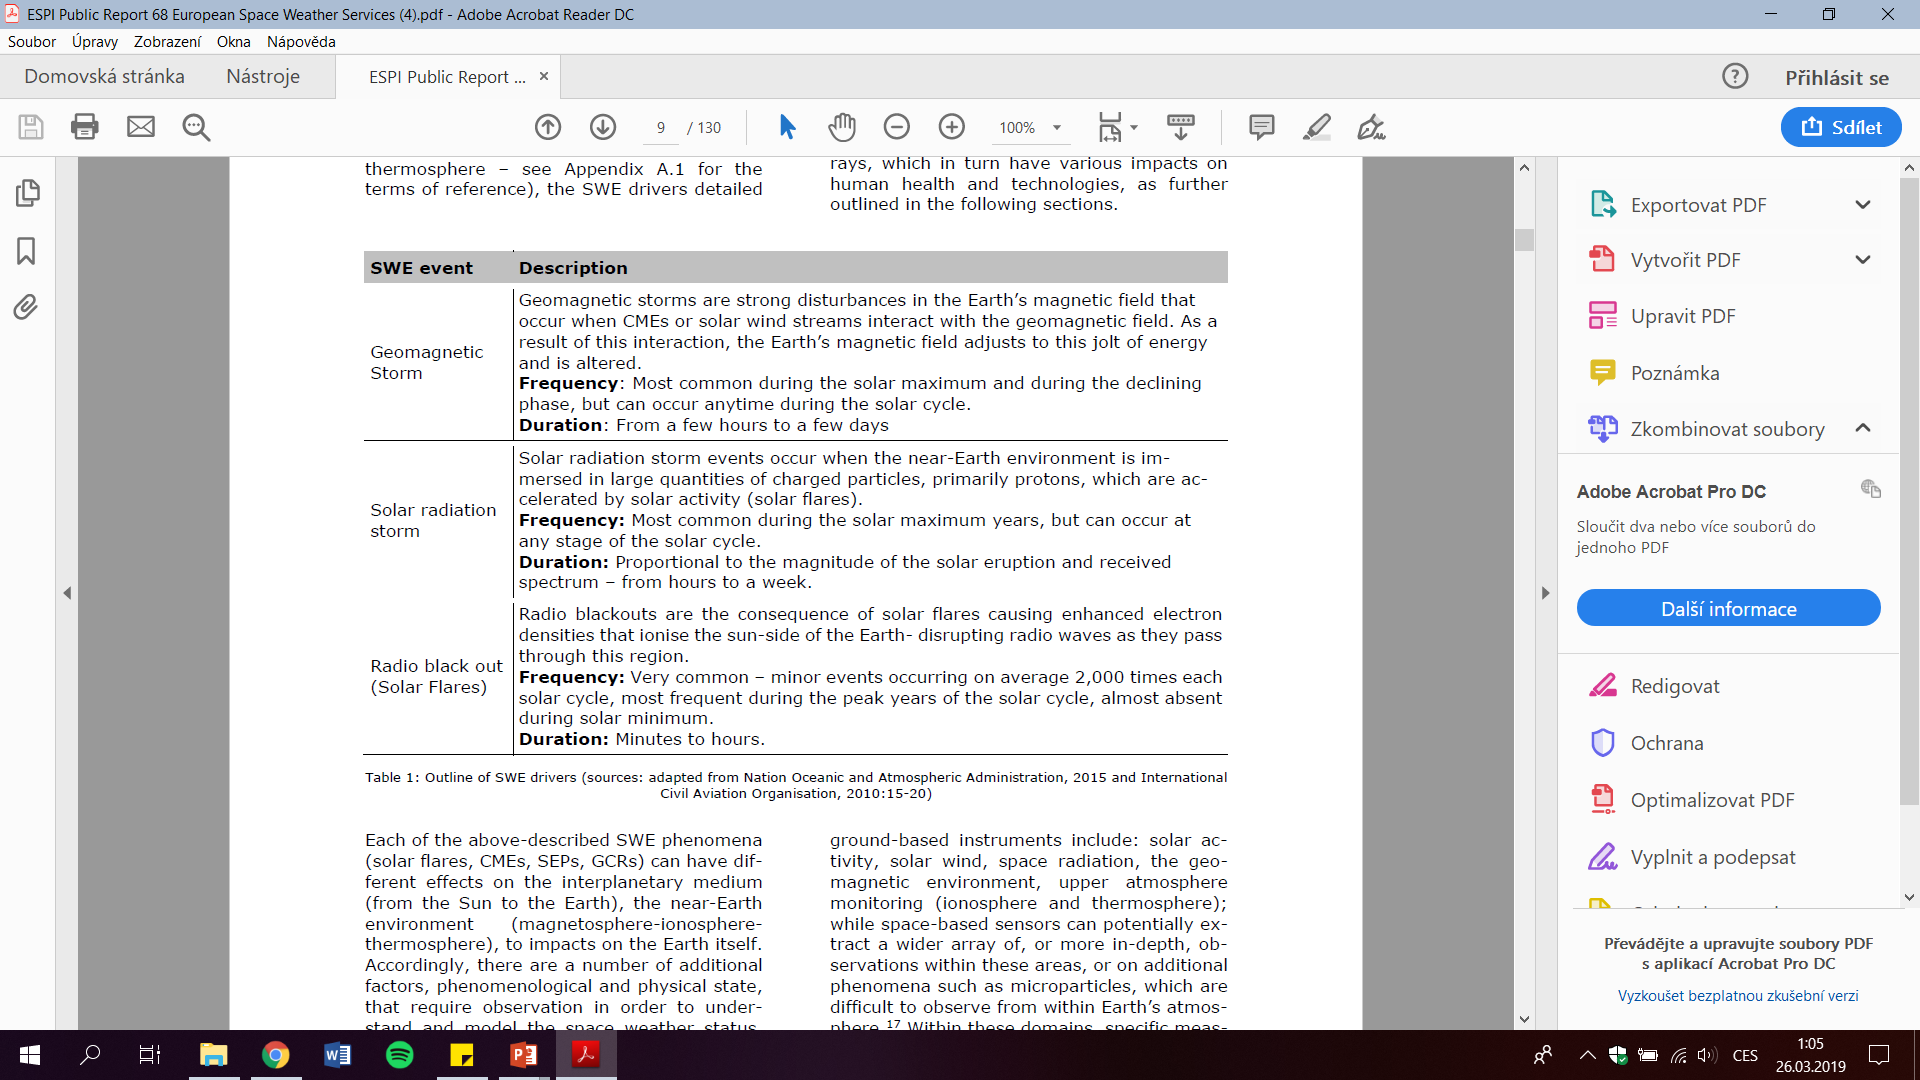 ESPI Public Report 68 European Space Weather Services (4).pdf - Adobe Acrobat Reader DC
Soubor Úpravy Zobrazení Okna Nápověda
Domovská stránka Nástroje ESPI Public Report ... Přihlásit se
9 / 130 100% Sdílet
thermosphere – see Appendix A.1 for the
terms of reference), the SWE drivers detailed
rays, which in turn have various impacts on
human health and technologies, as further
outlined in the following sections.
SWE event Description
Geomagnetic
Storm
Geomagnetic storms are strong disturbances in the Earth's magnetic field that
occur when CMEs or solar wind streams interact with the geomagnetic field. As a
result of this interaction, the Earth's magnetic field adjusts to this jolt of energy
and is altered.
Frequency: Most common during the solar maximum and during the declining
phase, but can occur anytime during the solar cycle.
Duration: From a few hours to a few days
Solar radiation
storm
Solar radiation storm events occur when the near-Earth environment is im-
mersed in large quantities of charged particles, primarily protons, which are ac-
celerated by solar activity (solar flares).
Frequency: Most common during the solar maximum years, but can occur at
any stage of the solar cycle.
Duration: Proportional to the magnitude of the solar eruption and received
spectrum – from hours to a week.
Radio black out
(Solar Flares)
Radio blackouts are the consequence of solar flares causing enhanced electron
densities that ionise the sun-side of the Earth- disrupting radio waves as they pass
through this region.
Frequency: Very common – minor events occurring on average 2,000 times each
solar cycle, most frequent during the peak years of the solar cycle, almost absent
during solar minimum.
Duration: Minutes to hours.
Table 1: Outline of SWE drivers (sources: adapted from Nation Oceanic and Atmospheric Administration, 2015 and International
Civil Aviation Organisation, 2010:15-20)
Each of the above-described SWE phenomena
(solar flares, CMEs, SEPs, GCRs) can have dif-
ferent effects on the interplanetary medium
(from the Sun to the Earth), the near-Earth
environment (magnetosphere-ionosphere-
thermosphere), to impacts on the Earth itself.
Accordingly, there are a number of additional
factors, phenomenological and physical state,
that require observation in order to under-
stand and model the space weather status.
ground-based instruments include: solar ac-
tivity, solar wind, space radiation, the geo-
magnetic environment, upper atmosphere
monitoring (ionosphere and thermosphere);
while space-based sensors can potentially ex-
tract a wider array of, or more in-depth, ob-
servations within these areas, or on additional
phenomena such as microparticles, which are
difficult to observe from within Earth's atmos-
phere.17 Within these domains, specific meas-
Exportovat PDF
Vytvořit PDF
Upravit PDF
Poznámka
Zkombinovat soubory
Adobe Acrobat Pro DC
Sloučit dva nebo více souborů do
jednoho PDF
Další informace
Redigovat
Ochrana
Optimalizovat PDF
Vyplnit a podepsat
Převádějte a upravujte soubory PDF
s aplikací Acrobat Pro DC
Vyzkoušet bezplatnou zkušební verzi
CES 1:05
26.03.2019